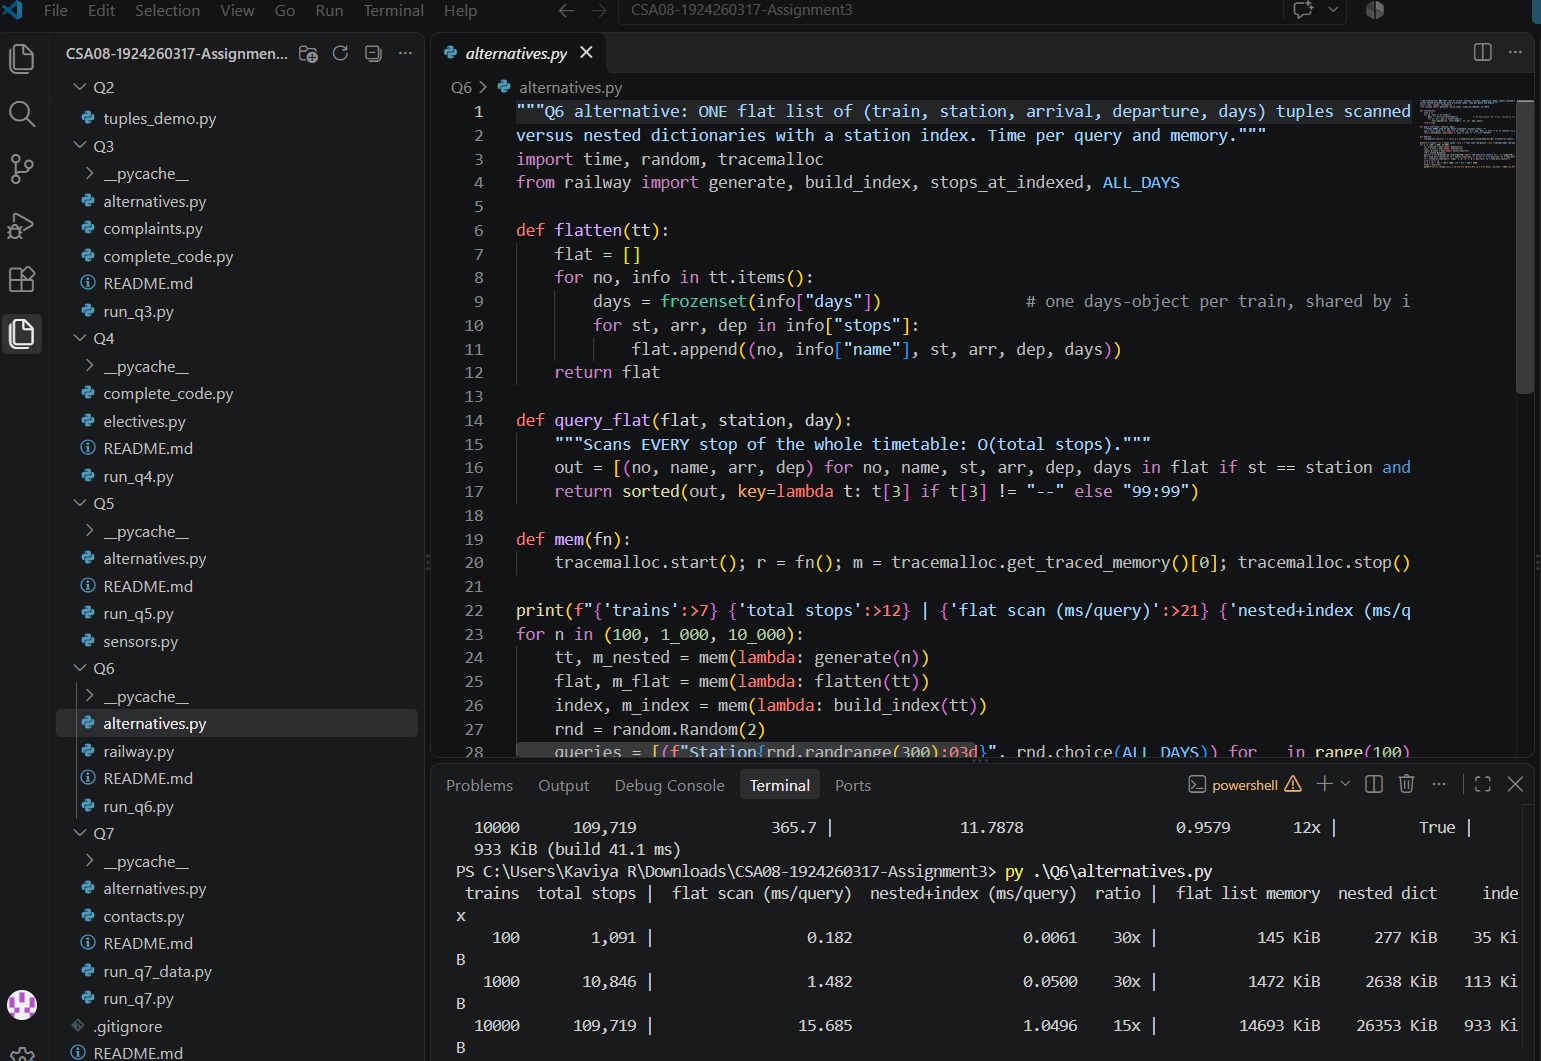 File Edit Selection View Go Run Terminal Help
CSA08-1924260317-Assignment3
CSA08-1924260317-Assignmen...
Q2
tuples_demo.py
Q3
__pycache__
alternatives.py
complaints.py
complete_code.py
README.md
run_q3.py
Q4
__pycache__
complete_code.py
electives.py
README.md
run_q4.py
Q5
__pycache__
alternatives.py
README.md
run_q5.py
sensors.py
Q6
__pycache__
alternatives.py
railway.py
README.md
run_q6.py
Q7
__pycache__
alternatives.py
contacts.py
README.md
run_q7_data.py
run_q7.py
.gitignore
README.md
alternatives.py
Q6 > alternatives.py
1 """Q6 alternative: ONE flat list of (train, station, arrival, departure, days) tuples scanned
2 versus nested dictionaries with a station index. Time per query and memory."""
3 import time, random, tracemalloc
4 from railway import generate, build_index, stops_at_indexed, ALL_DAYS
5
6 def flatten(tt):
7 flat = []
8 for no, info in tt.items():
9 days = frozenset(info["days"]) # one days-object per train, shared by i
10 for st, arr, dep in info["stops"]:
11 flat.append((no, info["name"], st, arr, dep, days))
12 return flat
13
14 def query_flat(flat, station, day):
15 """Scans EVERY stop of the whole timetable: O(total stops)."""
16 out = [(no, name, arr, dep) for no, name, st, arr, dep, days in flat if st == station and
17 return sorted(out, key=lambda t: t[3] if t[3] != "--" else "99:99")
18
19 def mem(fn):
20 tracemalloc.start(); r = fn(); m = tracemalloc.get_traced_memory()[0]; tracemalloc.stop()
21
22 print(f"{'trains':>7} {'total stops':>12} | {'flat scan (ms/query)':>21} {'nested+index (ms/q
23 for n in (100, 1_000, 10_000):
24 tt, m_nested = mem(lambda: generate(n))
25 flat, m_flat = mem(lambda: flatten(tt))
26 index, m_index = mem(lambda: build_index(tt))
27 rnd = random.Random(2)
28 queries = [(f"Station{rnd.randrange(300):03d}", rnd.choice(ALL_DAYS)) for _ in range(100)
Problems Output Debug Console Terminal Ports
powershell
10000 109,719 365.7 | 11.7878 0.9579 12x | True |
933 KiB (build 41.1 ms)
PS C:\Users\Kaviya R\Downloads\CSA08-1924260317-Assignment3> py .\Q6\alternatives.py
trains total stops | flat scan (ms/query) nested+index (ms/query) ratio | flat list memory nested dict inde
x
100 1,091 | 0.182 0.0061 30x | 145 KiB 277 KiB 35 Ki
B
1000 10,846 | 1.482 0.0500 30x | 1472 KiB 2638 KiB 113 Ki
B
10000 109,719 | 15.685 1.0496 15x | 14693 KiB 26353 KiB 933 Ki
B